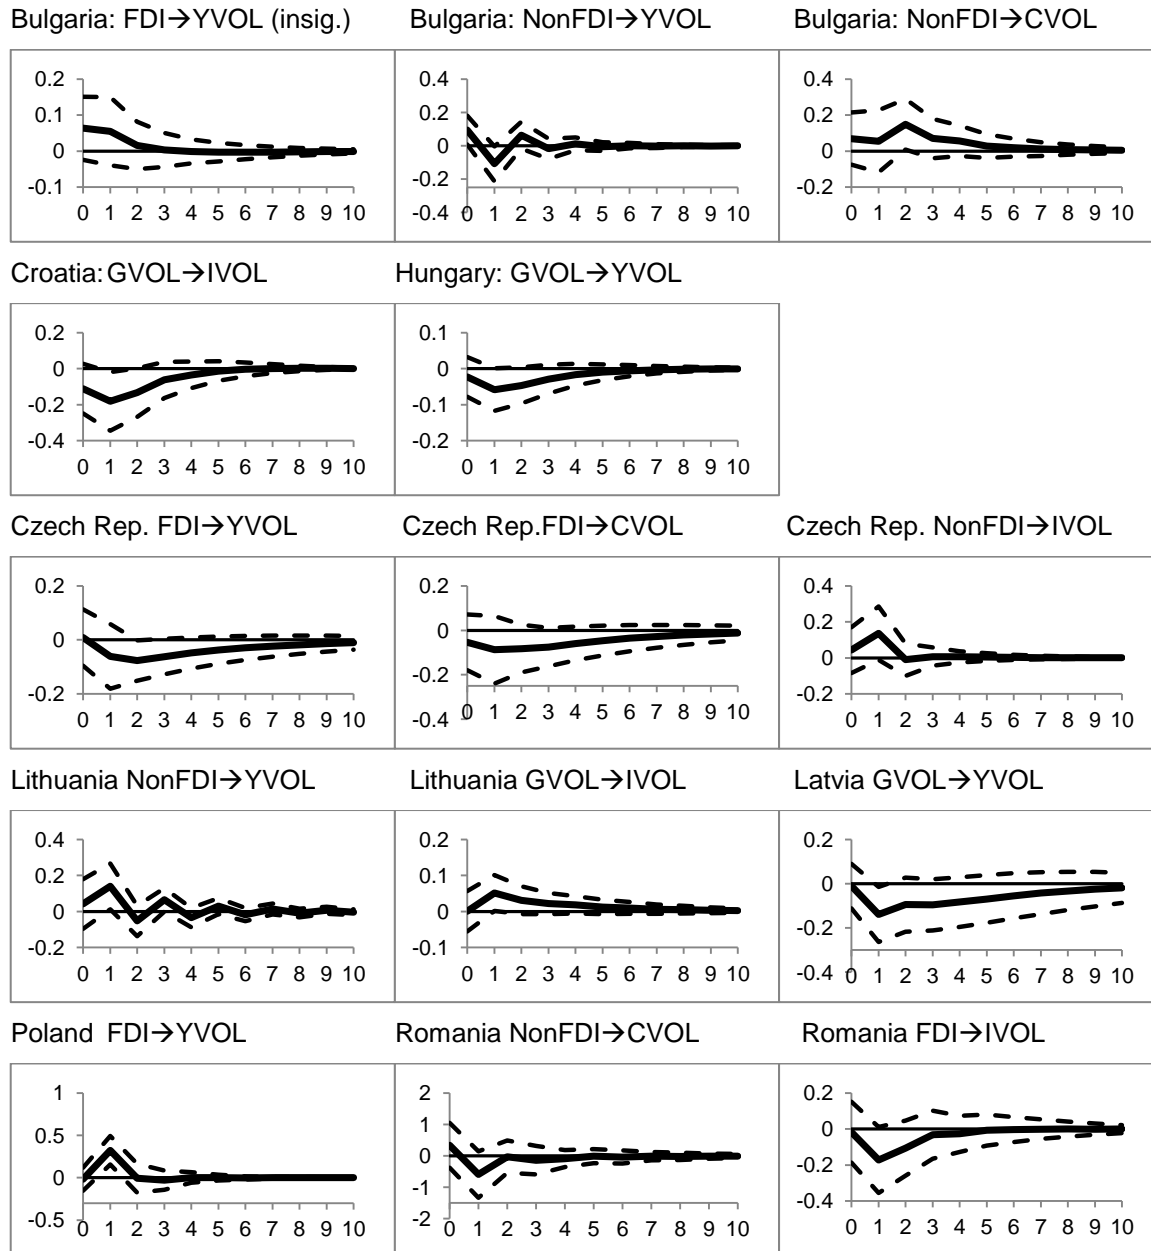 Bulgaria: FDI→YVOL (insig.) Bulgaria: NonFDI→YVOL Bulgaria: NonFDI→CVOL
0.2 0.4 0.4
0.1 0.2 0.2
0 0.0 0
-0.2
-0.1 -0.4 -0.2
0 1 2 3 4 5 6 7 8 9 10 0 1 2 3 4 5 6 7 8 9 10 0 1 2 3 4 5 6 7 8 9 10
Croatia: GVOL→IVOL Hungary: GVOL→YVOL
0.2 0.1
0 0
-0.2 -0.1
-0.4 -0.2
0 1 2 3 4 5 6 7 8 9 10 0 1 2 3 4 5 6 7 8 9 10
Czech Rep. FDI→YVOL Czech Rep.FDI→CVOL Czech Rep. NonFDI→IVOL
0.2 0.2 0.4
0 0 0.2
-0.2 0
-0.2 -0.4 -0.2
0 1 2 3 4 5 6 7 8 9 10 0 1 2 3 4 5 6 7 8 9 10 0 1 2 3 4 5 6 7 8 9 10
Lithuania NonFDI→YVOL Lithuania GVOL→IVOL Latvia GVOL→YVOL
0.4 0.2 0.2
0.2 0.1 0
0 0 -0.2
-0.2 -0.1 -0.4
0 1 2 3 4 5 6 7 8 9 10 0 1 2 3 4 5 6 7 8 9 10 0 1 2 3 4 5 6 7 8 9 10
Poland FDI→YVOL Romania NonFDI→CVOL Romania FDI→IVOL
1 2 0.2
0.5 1 0
0 0 -0.2
-1
-0.5 -2 -0.4
0 1 2 3 4 5 6 7 8 9 10 0 1 2 3 4 5 6 7 8 9 10 0 1 2 3 4 5 6 7 8 9 10